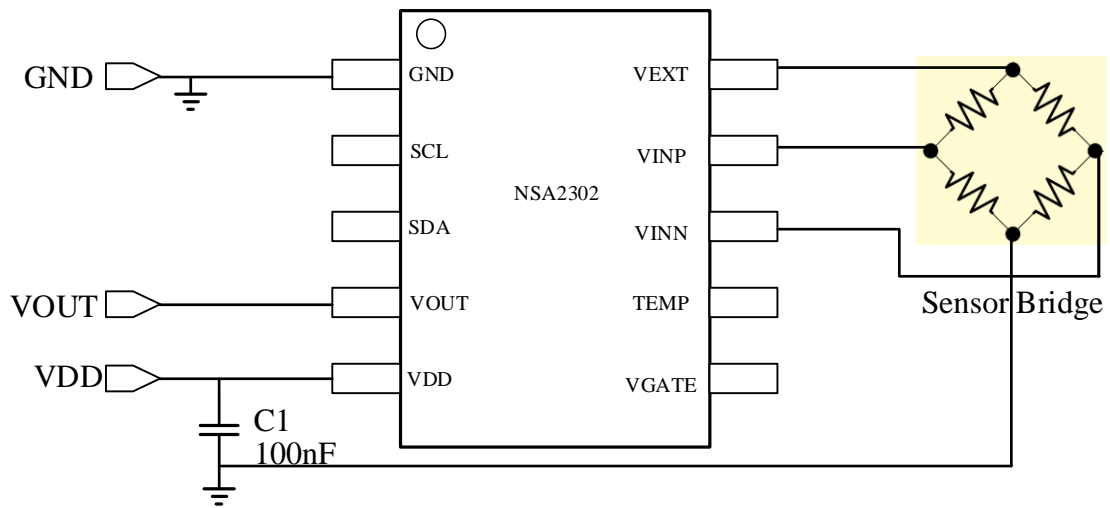 GND
GND
VEXT
SCL
VINP
NSA2302
SDA
VINN
VOUT
VOUT
TEMP
Sensor Bridge
VDD
VDD
VGATE
C1
100nF